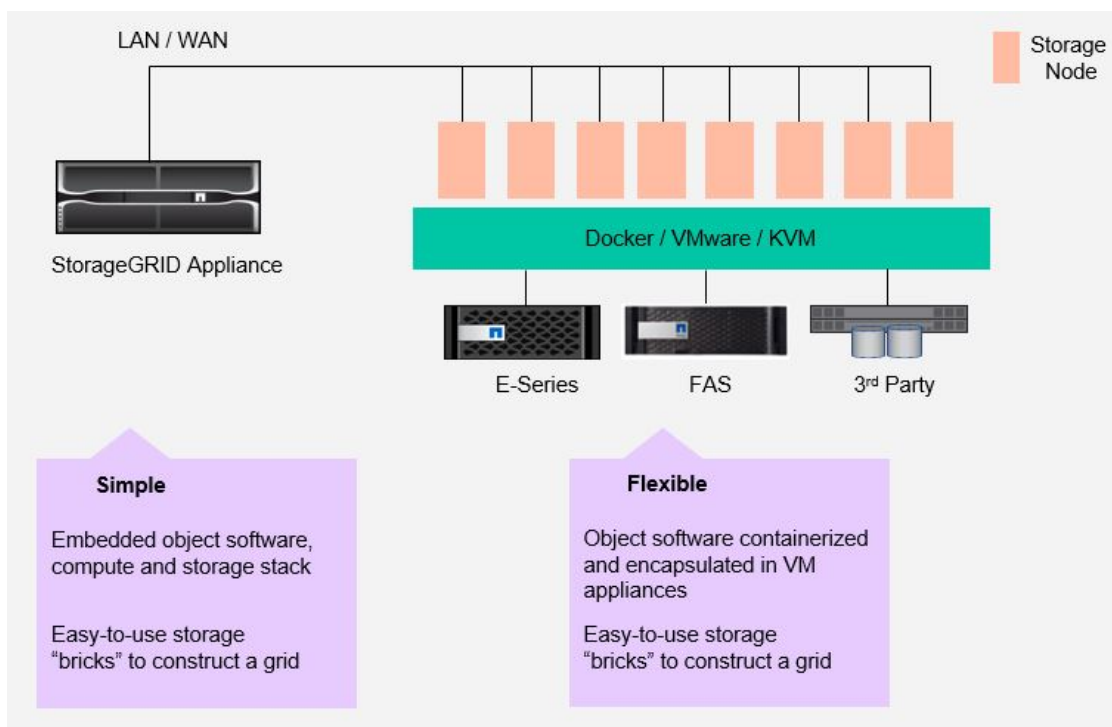 LAN / WAN
Storage
Node
Docker / VMware / KVM
StorageGRID Appliance
E-Series
FAS
3rd Party
Simple
Embedded object software,
compute and storage stack
Easy-to-use storage
“bricks” to construct a grid
Flexible
Object software containerized
and encapsulated in VM
appliances
Easy-to-use storage
“bricks” to construct a grid